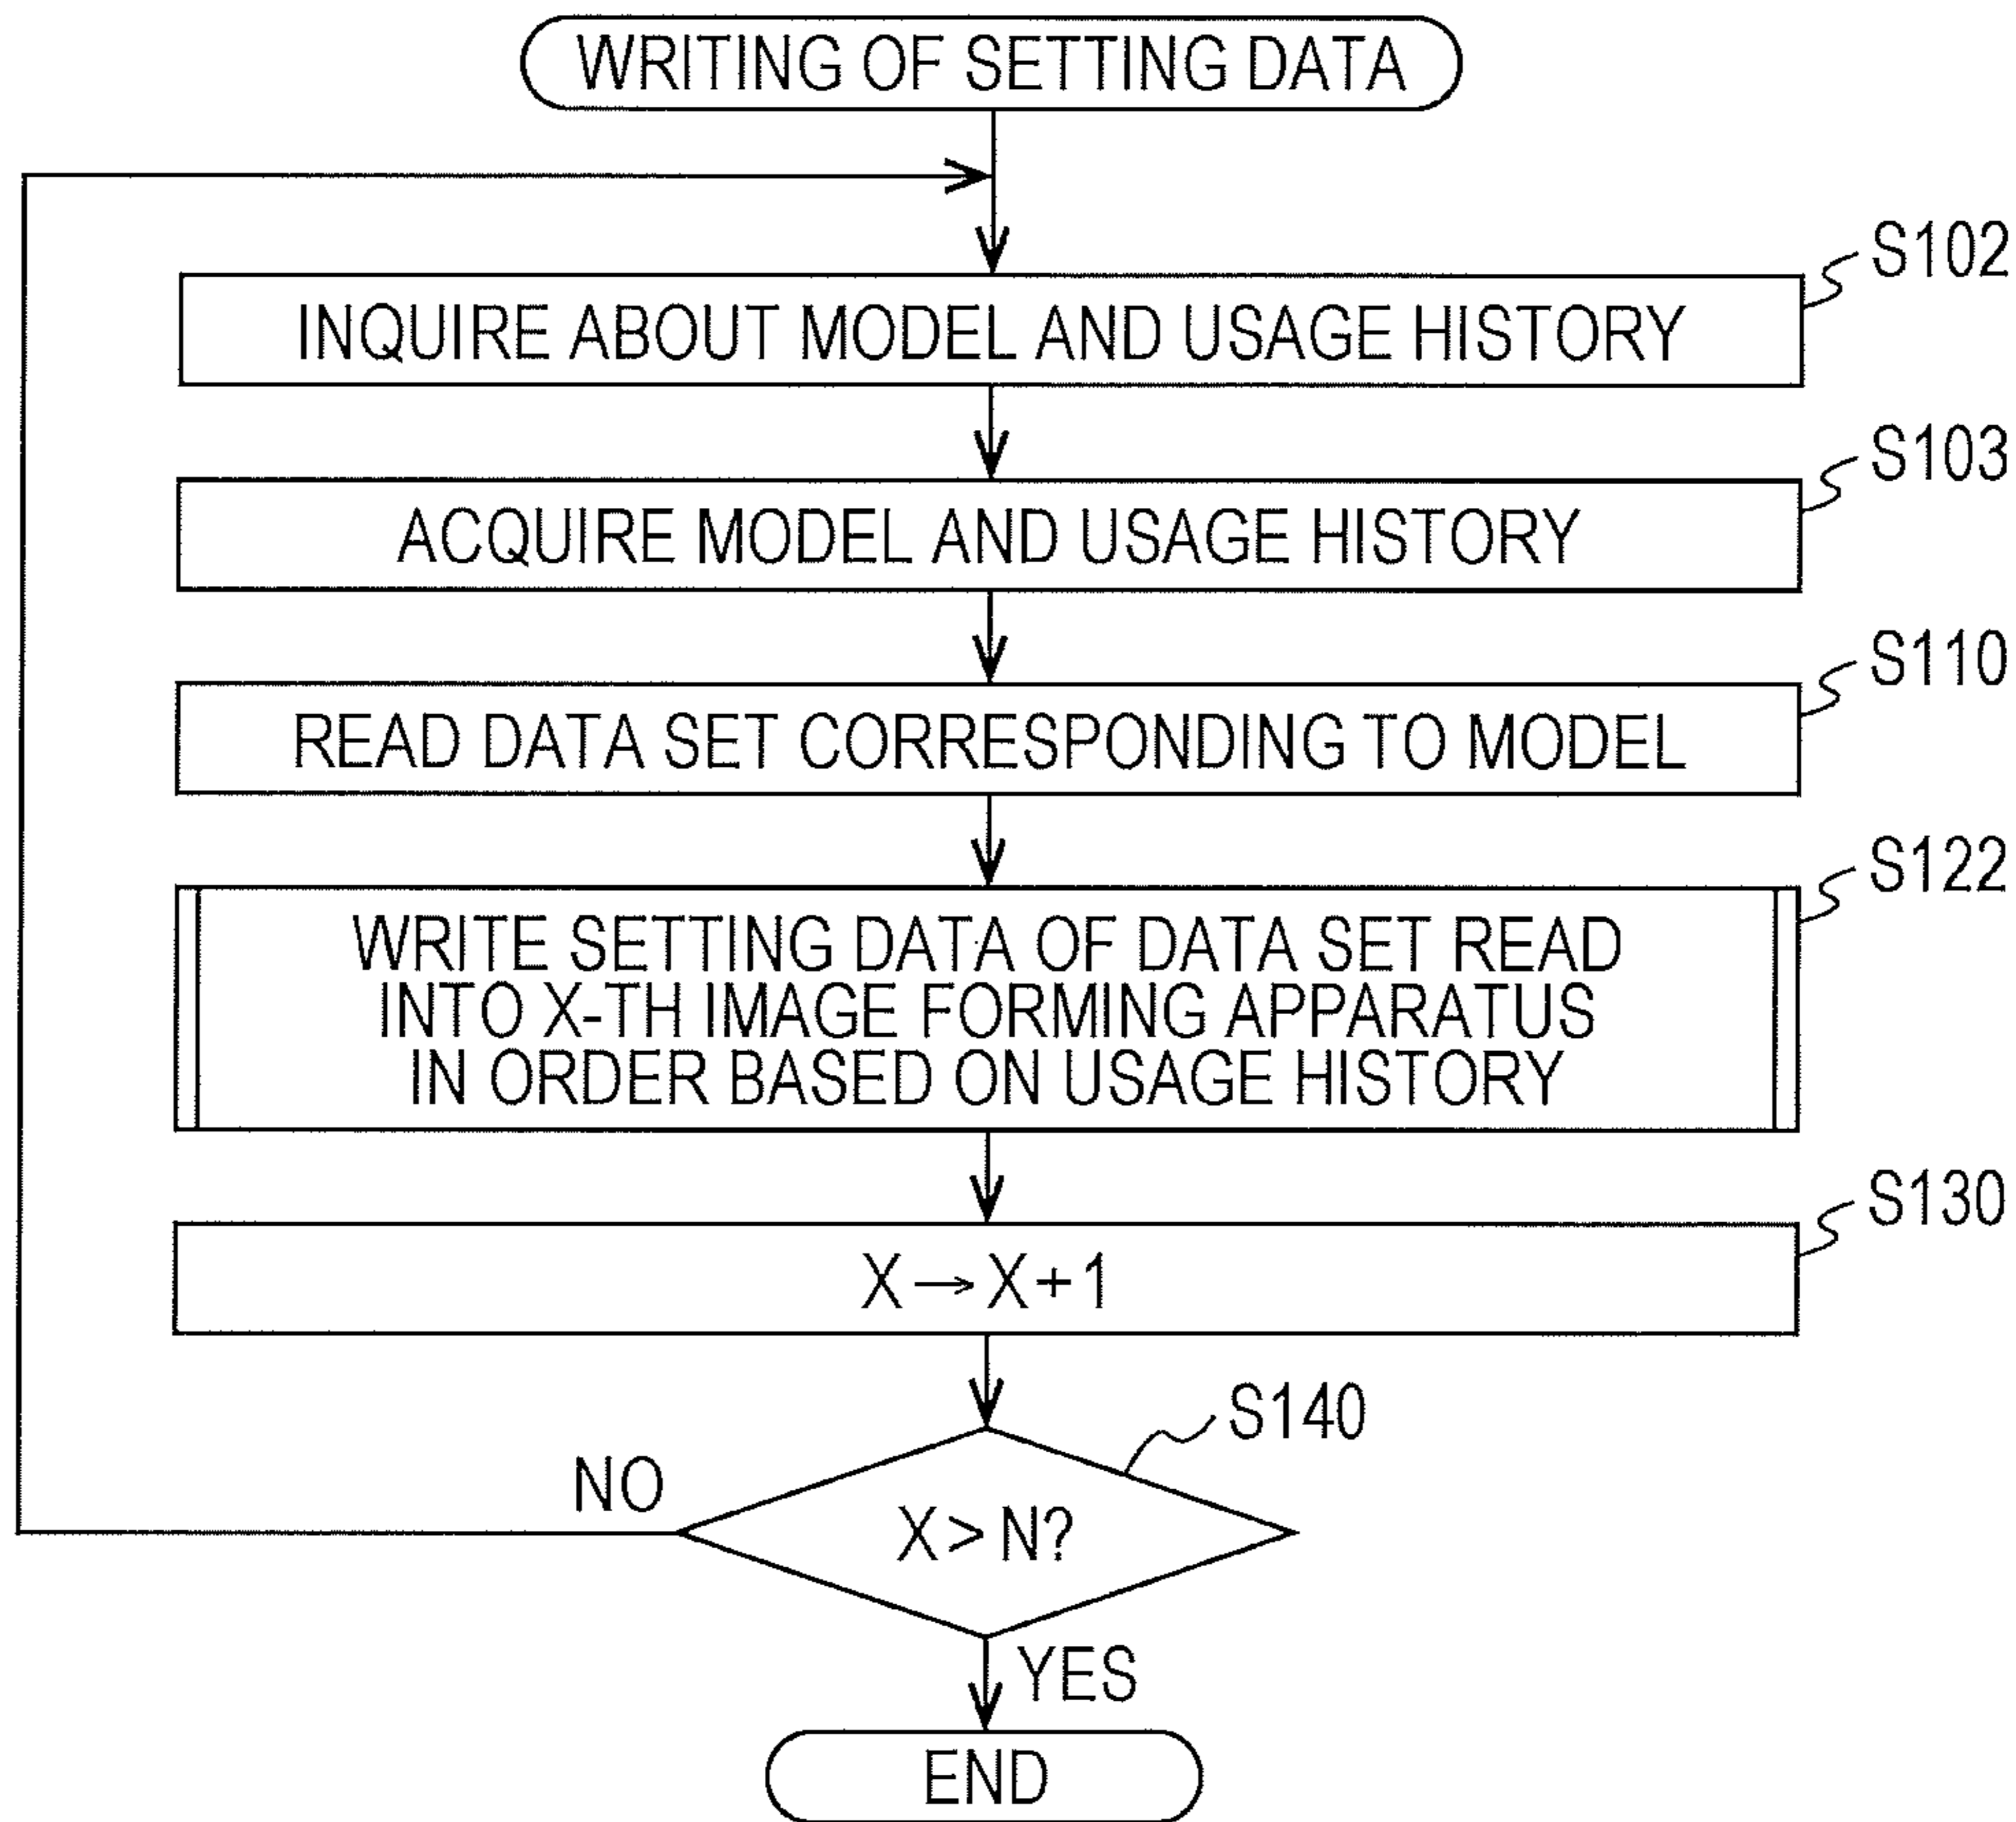 WRITING OF SETTING DATA
S102
INQUIRE ABOUT MODEL AND USAGE HISTORY
S103
ACQUIRE MODEL AND USAGE HISTORY
S110
READ DATA SET CORRESPONDING TO MODEL
S122
WRITE SETTING DATA OF DATA SET READ
INTO X-TH IMAGE FORMING APPARATUS
IN ORDER BASED ON USAGE HISTORY
S130
X→X+1
S140
NO
X>N?
YES
END